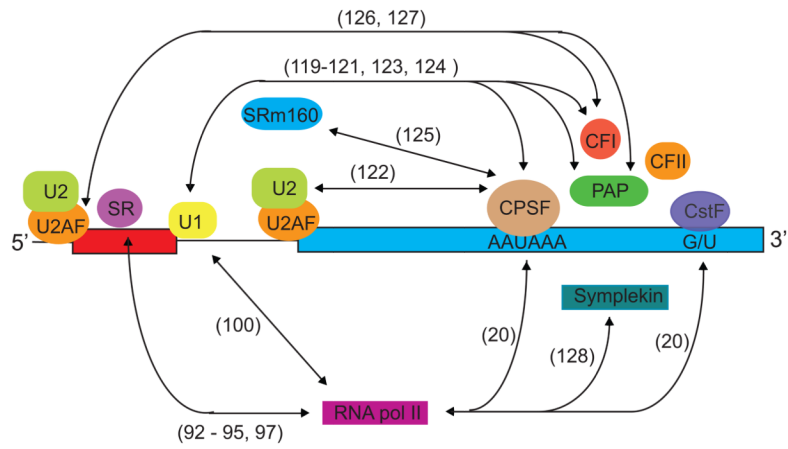 (126, 127)
(119-121, 123, 124 )
SRm160
(125)
CFI
CFII
(122)
U2
U2
SR
U1
PAP
CPSF
CstF
U2AF
U2AF
5’
AAUAAA
G/U
3’
Symplekin
(100)
(20)
(128)
(20)
RNA pol II
(92 - 95, 97)